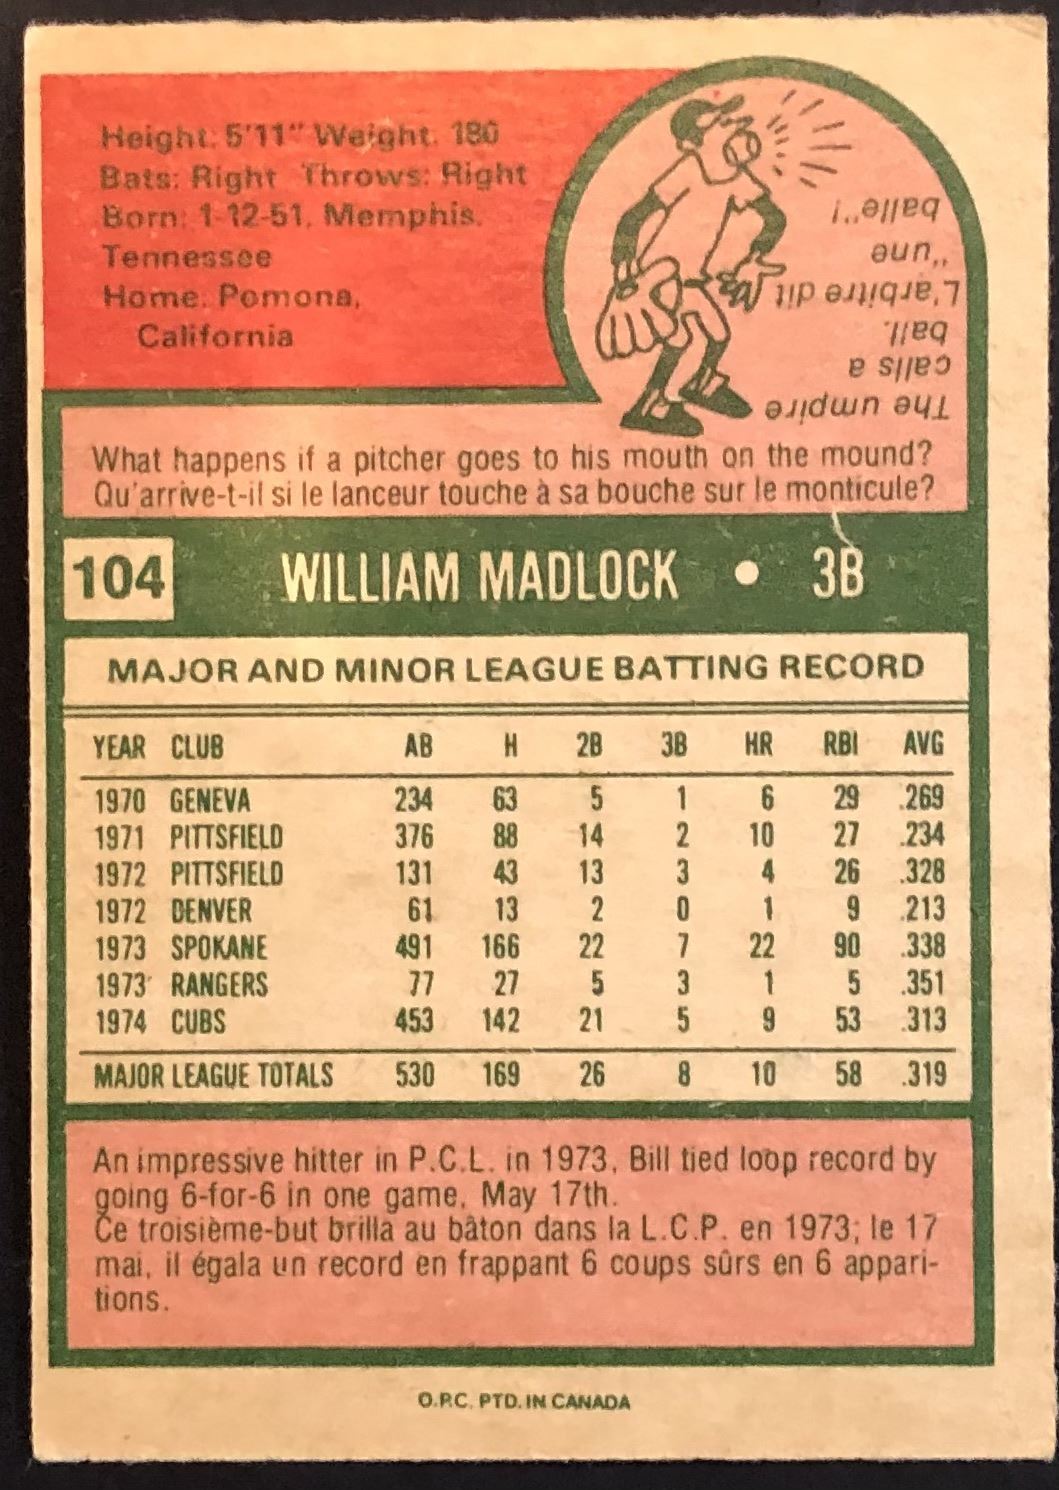 Height: 5'11" Weight: 180
Bats: Right Throws: Right
Born: 1-12-51, Memphis,
Tennessee
Home: Pomona,
California
The umpire
calls a
ball.
L'arbitre dit
"une
balle"!
What happens if a pitcher goes to his mouth on the mound?
Qu'arrive-t-il si le lanceur touche à sa bouche sur le monticule?
104 WILLIAM MADLOCK • 3B
MAJOR AND MINOR LEAGUE BATTING RECORD
YEAR CLUB AB H 2B 3B HR RBI AVG
1970 GENEVA 234 63 5 1 6 29 .269
1971 PITTSFIELD 376 88 14 2 10 27 .234
1972 PITTSFIELD 131 43 13 3 4 26 .328
1972 DENVER 61 13 2 0 1 9 .213
1973 SPOKANE 491 166 22 7 22 90 .338
1973 RANGERS 77 27 5 3 1 5 .351
1974 CUBS 453 142 21 5 9 53 .313
MAJOR LEAGUE TOTALS 530 169 26 8 10 58 .319
An impressive hitter in P.C.L. in 1973, Bill tied loop record by
going 6-for-6 in one game, May 17th.
Ce troisième-but brilla au bâton dans la L.C.P. en 1973; le 17
mai, il égala un record en frappant 6 coups sûrs en 6 appari-
tions.
O.P.C. PTD. IN CANADA